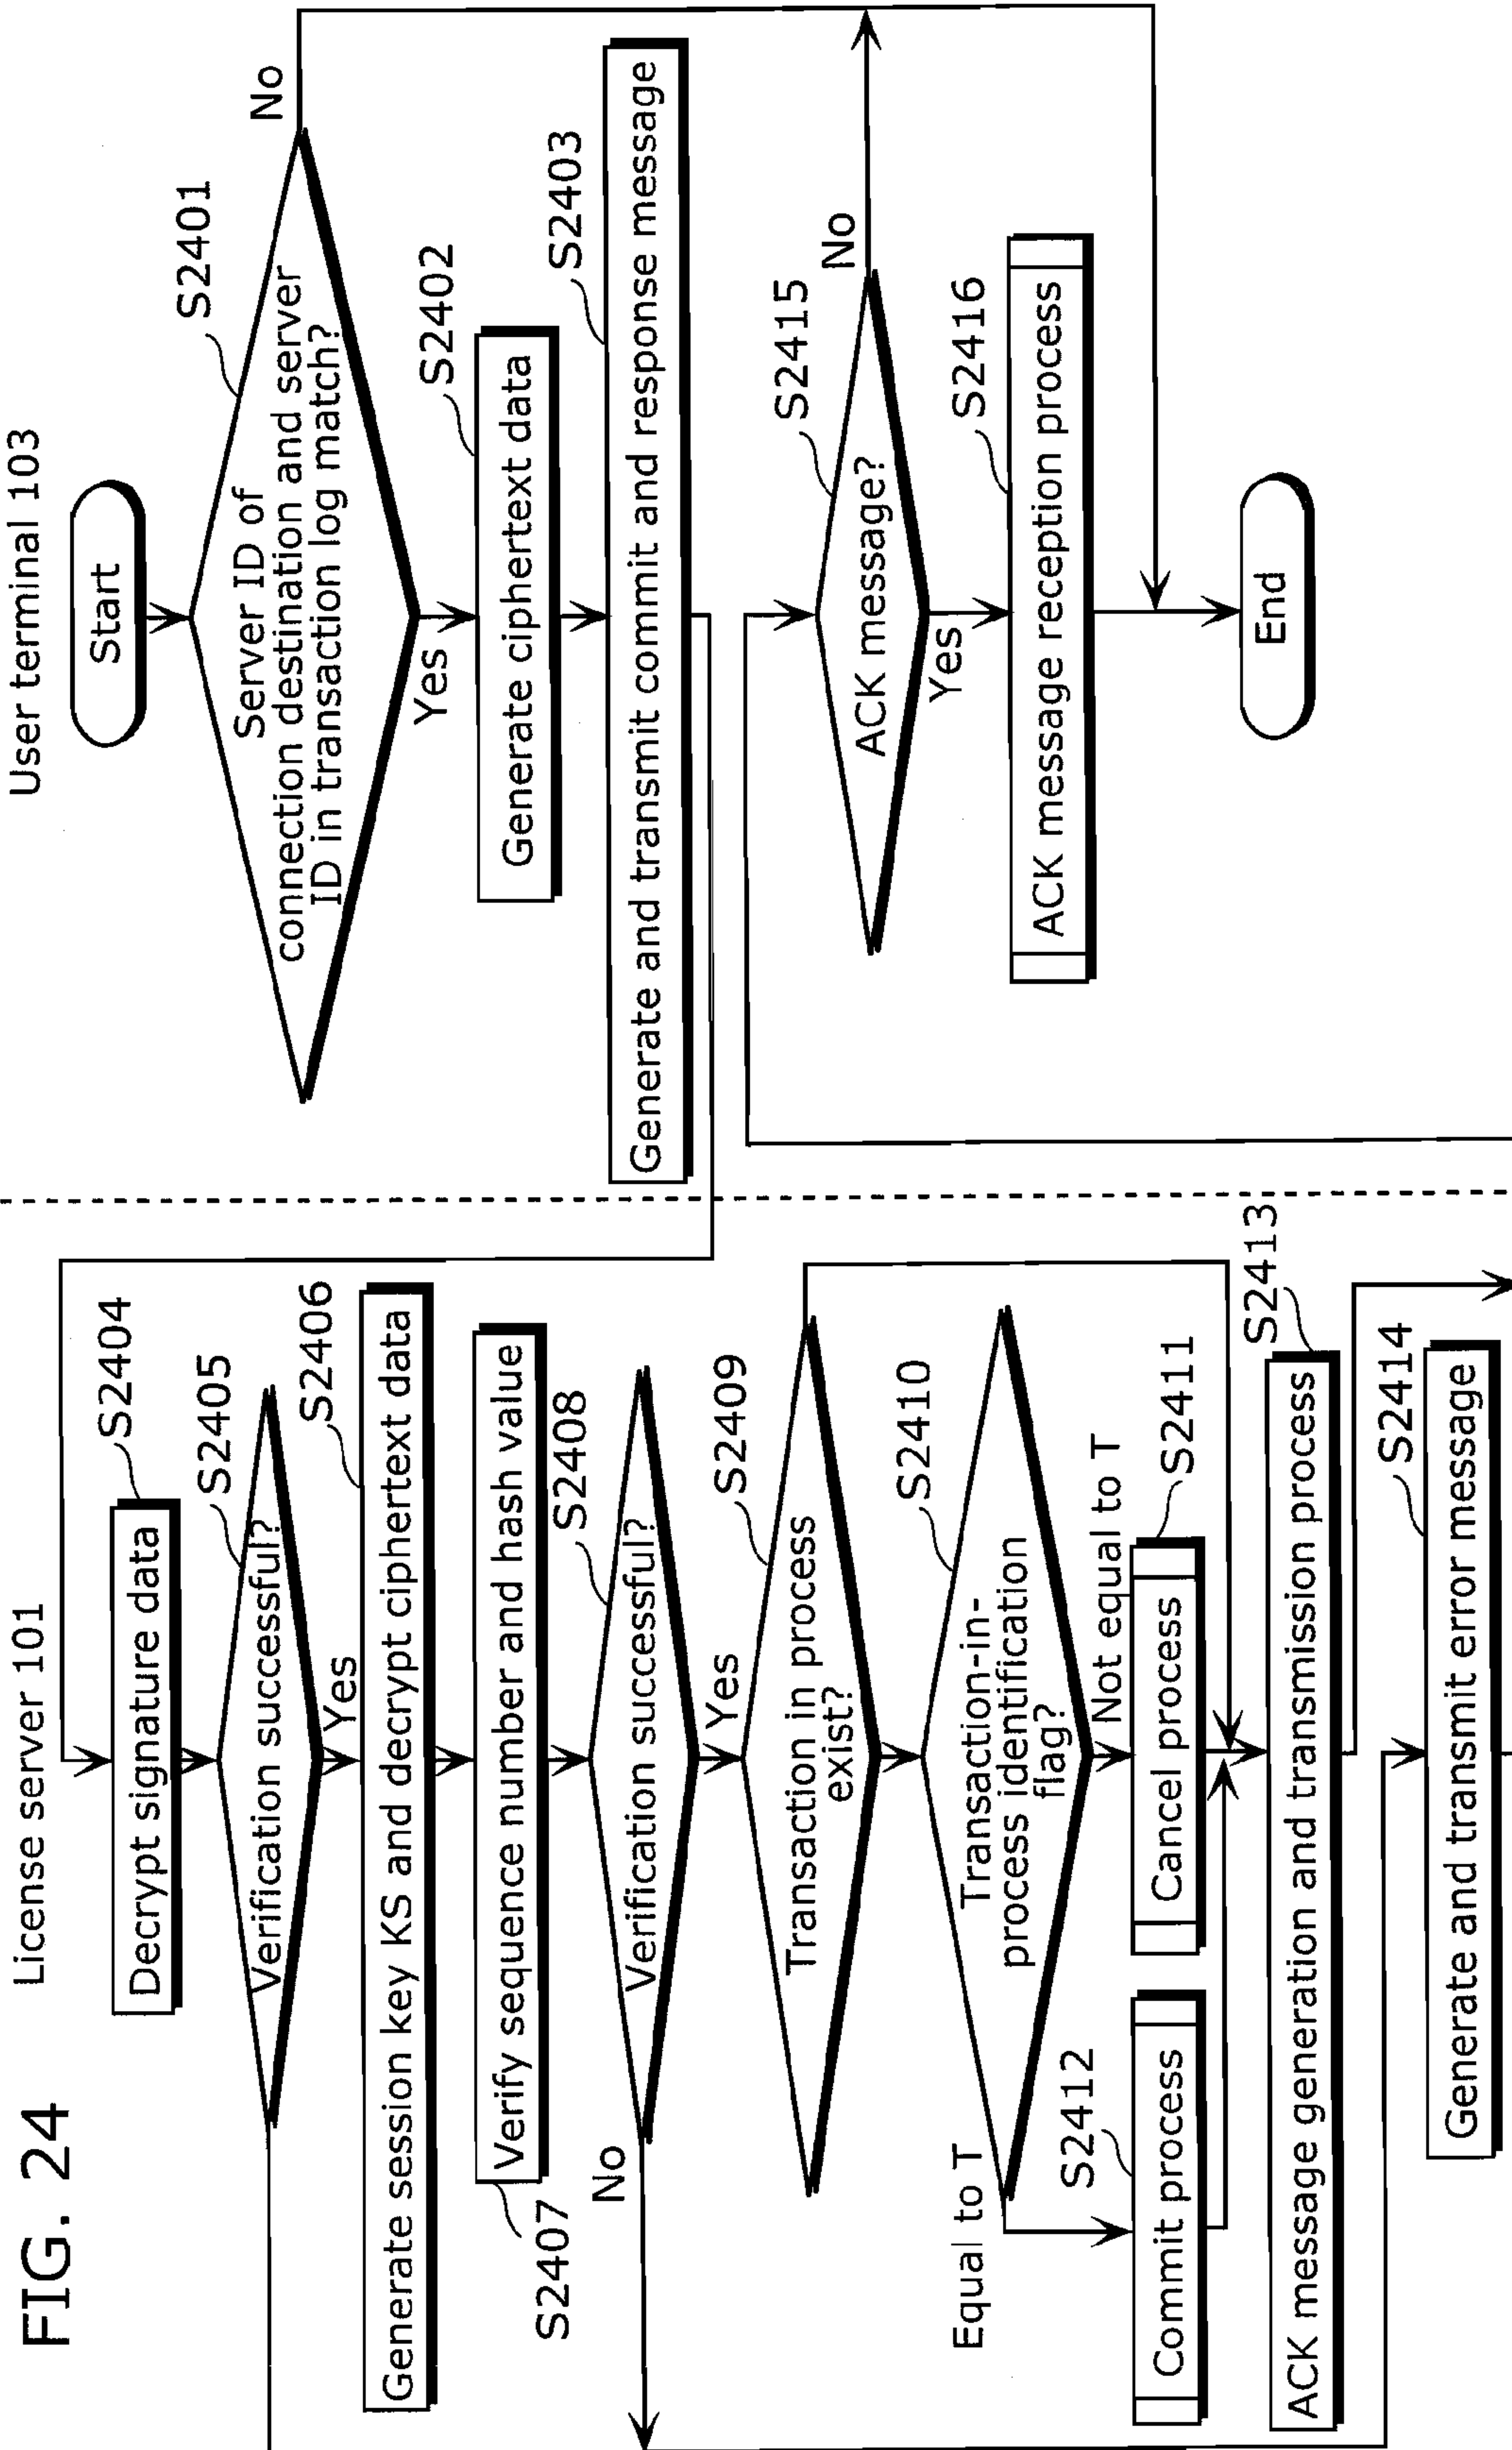 FIG. 24
License server 101
S2404
Decrypt signature data
S2405
Verification successful?
Yes
S2406
Generate session key KS and decrypt ciphertext data
Verify sequence number and hash value
S2407
S2408
Verification successful?
No
Yes
S2409
Transaction in process
exist?
S2410
Transaction-in-
process identification
flag?
Equal to T
Not equal to T
S2412
Commit process
S2411
Cancel process
S2413
ACK message generation and transmission process
S2414
Generate and transmit error message
User terminal 103
Start
S2401
Server ID of
connection destination and server
ID in transaction log match?
No
Yes
S2402
Generate ciphertext data
S2403
Generate and transmit commit and response message
S2415
ACK message?
No
Yes
S2416
ACK message reception process
End